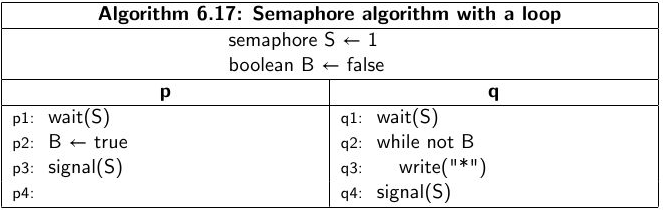 Algorithm 6.17: Semaphore algorithm with a loop
semaphore S ← 1
boolean B ← false
p q
p1: wait(S) q1: wait(S)
p2: B ← true q2: while not B
p3: signal(S) q3: write("*")
p4: q4: signal(S)